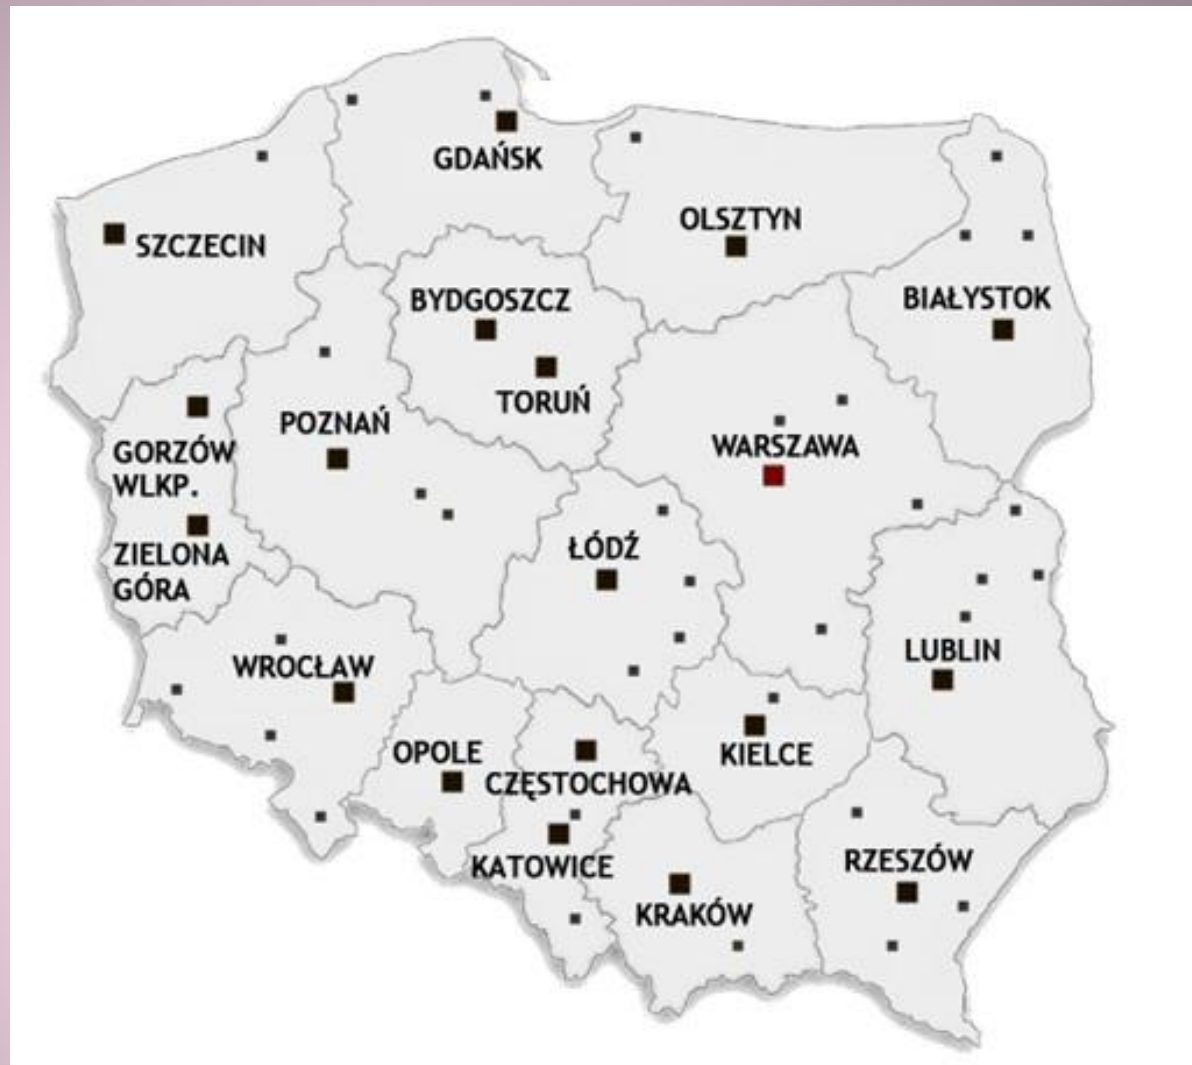 GDAŃSK
OLSZTYN
SZCZECIN
BYDGOSZCZ
BIAŁYSTOK
TORUŃ
POZNAŃ
GORZÓW
WLKP.
WARSZAWA
ZIELONA
GÓRA
ŁÓDŹ
WROCŁAW
LUBLIN
OPOLE
KIELCE
CZĘSTOCHOWA
KATOWICE
RZESZÓW
KRAKÓW